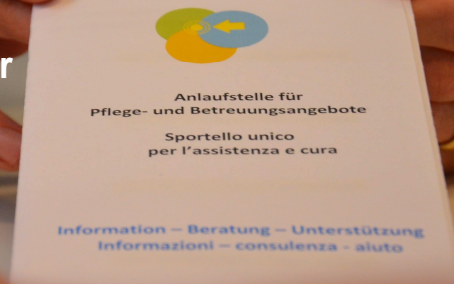 r
Anlaufstelle für
Pflege- und Betreuungsangebote
Sportello unico
per l'assistenza e cura
Information – Beratung – Unterstützung
Informazioni – consulenza - aiuto